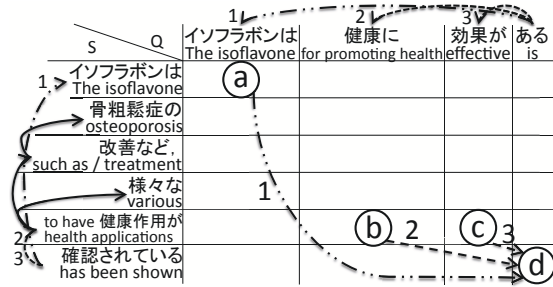 1 2 3
S Q イソフラボンは 健康に 効果が ある
The isoflavone for promoting health effective is
1 イソフラボンは
The isoflavone
a
骨粗鬆症の
osteoporosis
改善など,
such as / treatment
様々な
various
1
to have 健康作用が
health applications
b 2 c 3
2
3 確認されている
has been shown
d